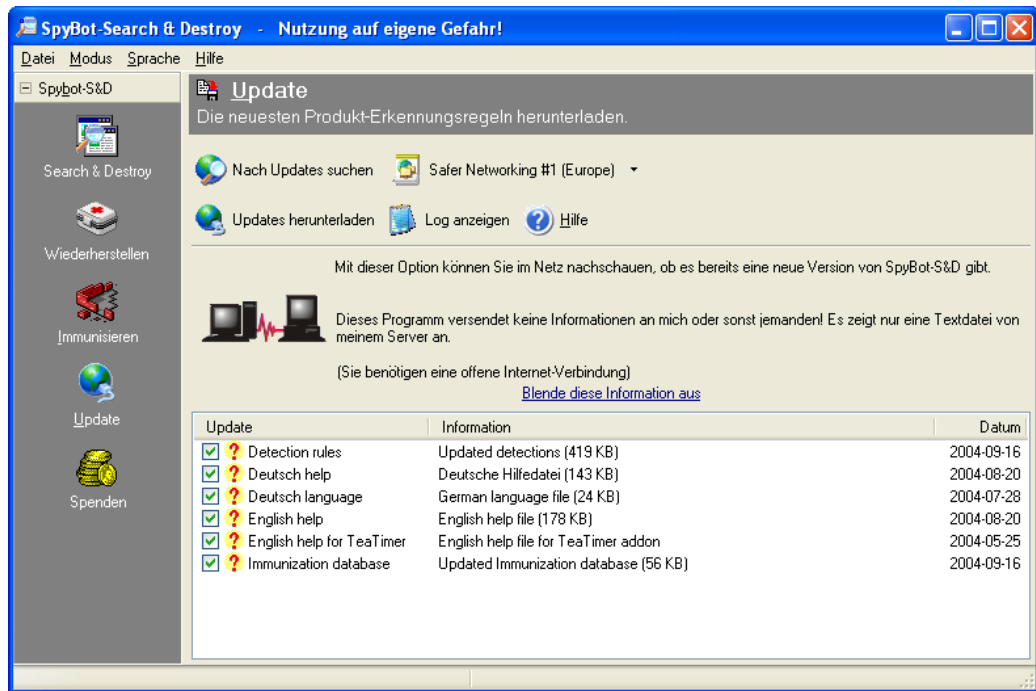 SpyBot-Search & Destroy - Nutzung auf eigene Gefahr!
Datei Modus Sprache Hilfe
Spybot-S&D
Search & Destroy
Wiederherstellen
Immunisieren
Update
Spenden
Update
Die neuesten Produkt-Erkennungsregeln herunterladen.
Nach Updates suchen Safer Networking #1 (Europe)
Updates herunterladen Log anzeigen Hilfe
Mit dieser Option können Sie im Netz nachschauen, ob es bereits eine neue Version von SpyBot-S&D gibt.
Dieses Programm versendet keine Informationen an mich oder sonst jemanden! Es zeigt nur eine Textdatei von
meinem Server an.
(Sie benötigen eine offene Internet-Verbindung)
Blende diese Information aus
Update Information Datum
Detection rules Updated detections (419 KB) 2004-09-16
Deutsch help Deutsche Hilfedatei (143 KB) 2004-08-20
Deutsch language German language file (24 KB) 2004-07-28
English help English help file (178 KB) 2004-08-20
English help for TeaTimer English help file for TeaTimer addon 2004-05-25
Immunization database Updated Immunization database (56 KB) 2004-09-16